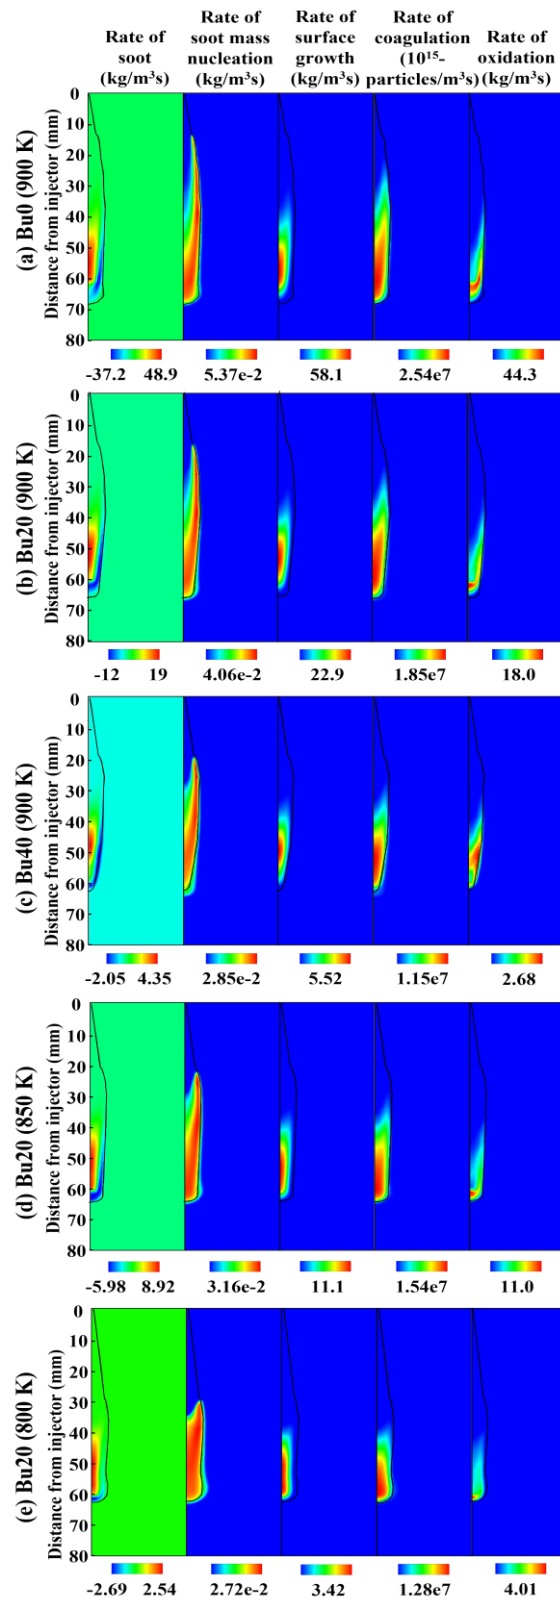 Rate of soot (kg/m³s)
Rate of soot mass nucleation (kg/m³s)
Rate of surface growth (kg/m³s)
Rate of coagulation (10¹⁵-particles/m³s)
Rate of oxidation (kg/m³s)
(a) Bu0 (900 K)
Distance from injector (mm)
0
10
20
30
40
50
60
70
80
-37.2 48.9 5.37e-2 58.1 2.54e7 44.3
(b) Bu20 (900 K)
Distance from injector (mm)
0
10
20
30
40
50
60
70
80
-12 19 4.06e-2 22.9 1.85e7 18.0
(c) Bu40 (900 K)
Distance from injector (mm)
0
10
20
30
40
50
60
70
80
-2.05 4.35 2.85e-2 5.52 1.15e7 2.68
(d) Bu20 (850 K)
Distance from injector (mm)
0
10
20
30
40
50
60
70
80
-5.98 8.92 3.16e-2 11.1 1.54e7 11.0
(e) Bu20 (800 K)
Distance from injector (mm)
0
10
20
30
40
50
60
70
80
-2.69 2.54 2.72e-2 3.42 1.28e7 4.01